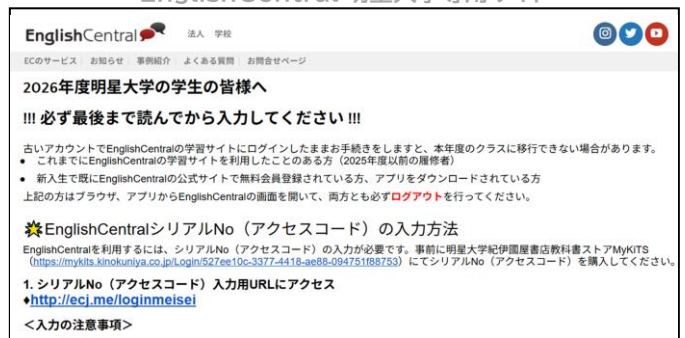 EnglishCentral 法人 学校
ECのサービス お知らせ 事例紹介 よくある質問 お問合せページ
2026年度明星大学の学生の皆様へ
!!! 必ず最後まで読んでから入力してください !!!
古いアカウントでEnglishCentralの学習サイトにログインしたままお手続きをしますと、本年度のクラスに移行できない場合があります。
• これまでにEnglishCentralの学習サイトを利用したことのある方（2025年度以前の履修者）
• 新入生で既にEnglishCentralの公式サイトで無料会員登録されている方、アプリをダウンロードされている方
上記の方はブラウザ、アプリからEnglishCentralの画面を開いて、両方とも必ずログアウトを行ってください。
EnglishCentralシリアルNo（アクセスコード）の入力方法
EnglishCentralを利用するには、シリアルNo（アクセスコード）の入力が必要です。事前に明星大学紀伊國屋書店教科書ストアMyKiTS
（https://mykits.kinokuniya.co.jp/Login/527ee10c-3377-4418-ae88-094751f88753）にてシリアルNo（アクセスコード）を購入してください。
1. シリアルNo（アクセスコード）入力用URLにアクセス
♦http://ecj.me/loginmeisei
＜入力の注意事項＞